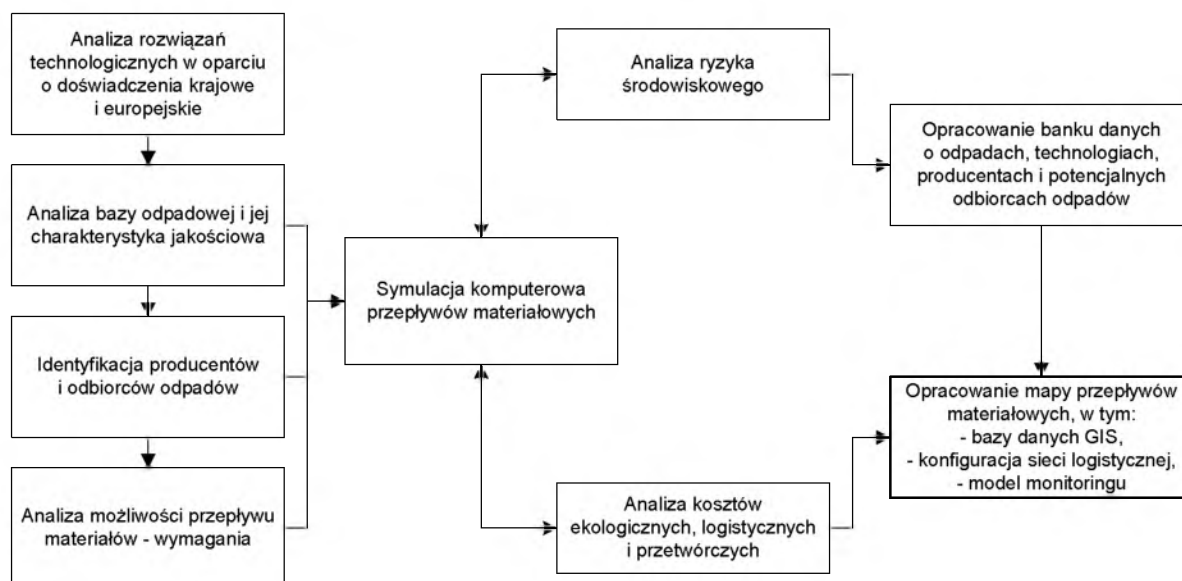 Analiza rozwiązań
technologicznych w oparciu
o doświadczenia krajowe
i europejskie
Analiza bazy odpadowej i jej
charakterystyka jakościowa
Identyfikacja producentów
i odbiorców odpadów
Analiza możliwości przepływu
materiałów - wymagania
Symulacja komputerowa
przepływów materiałowych
Analiza ryzyka
środowiskowego
Analiza kosztów
ekologicznych, logistycznych
i przetwórczych
Opracowanie banku danych
o odpadach, technologiach,
producentach i potencjalnych
odbiorcach odpadów
Opracowanie mapy przepływów
materiałowych, w tym:
- bazy danych GIS,
- konfiguracja sieci logistycznej,
- model monitoringu